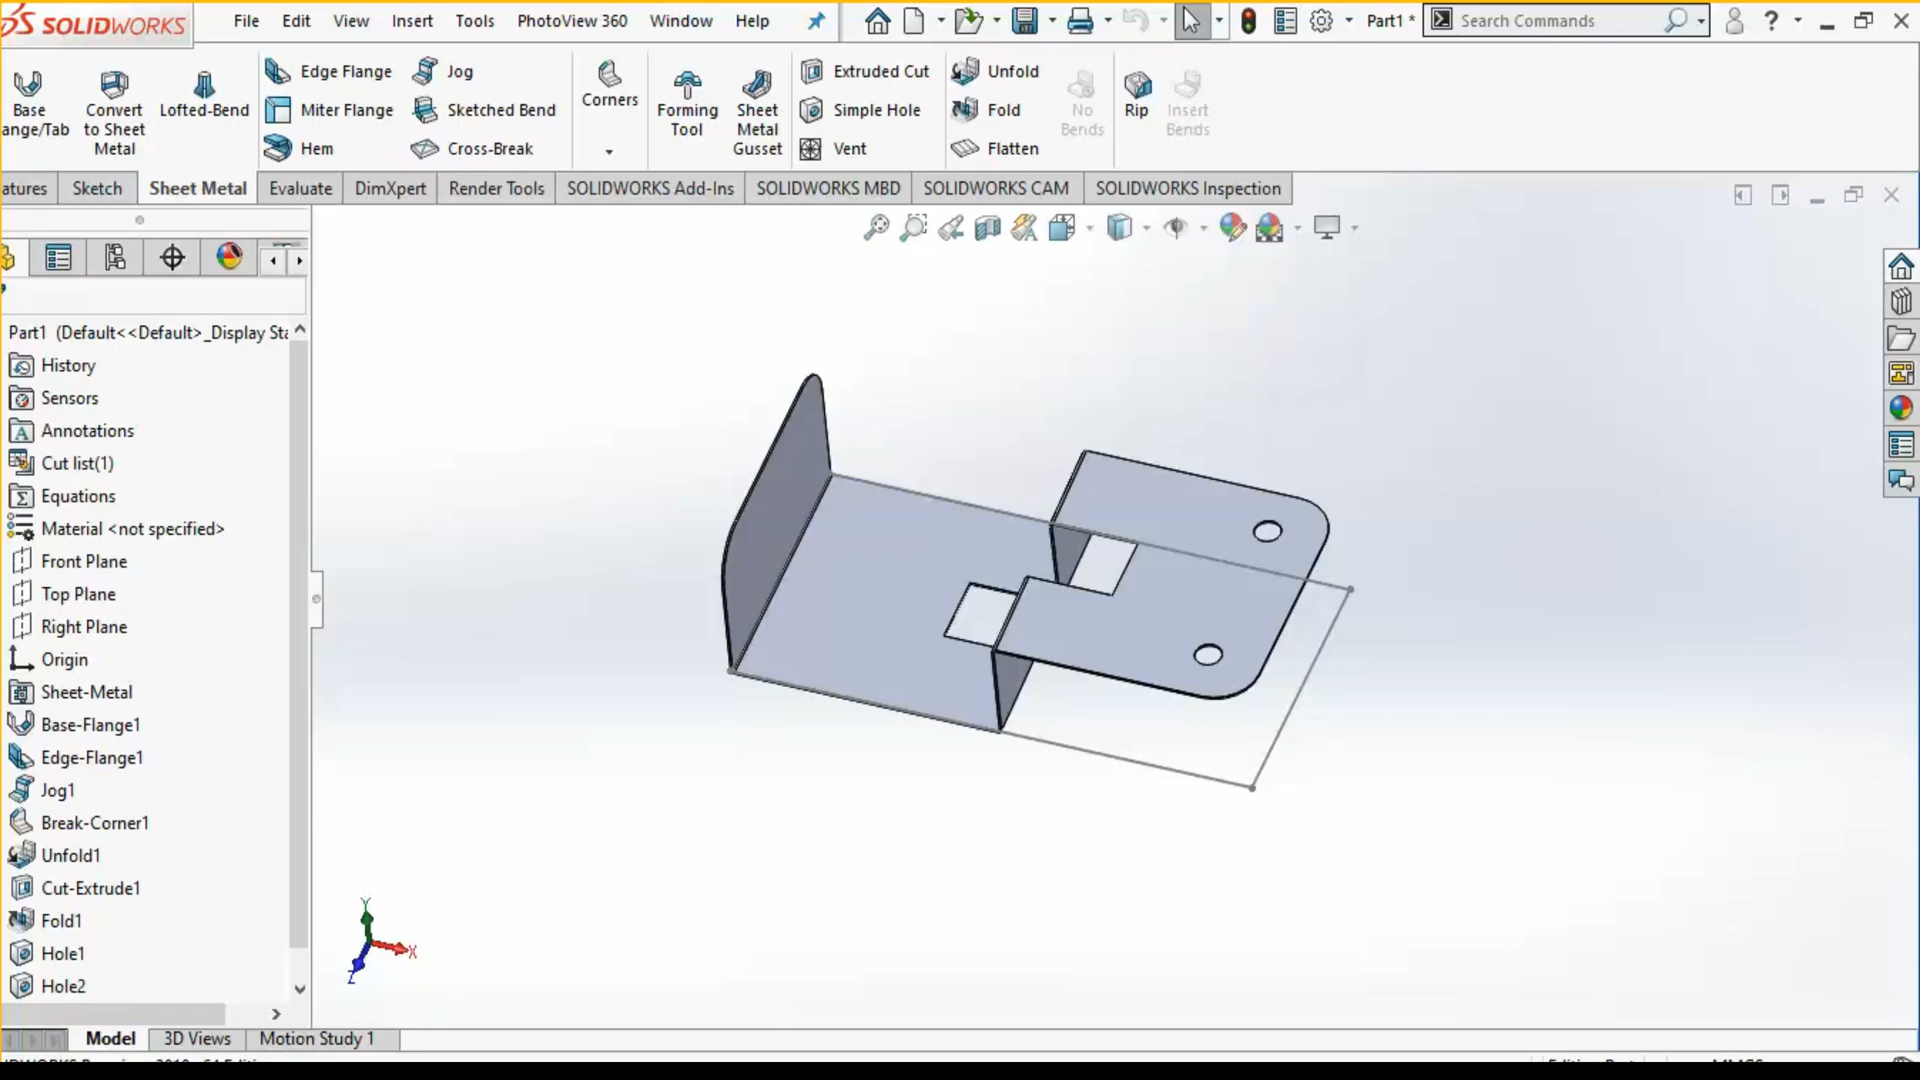 SOLIDWORKS File Edit View Insert Tools PhotoView 360 Window Help Part1 * Search Commands ?
Base
ange/Tab
Convert
to Sheet
Metal
Lofted-Bend
Edge Flange
Miter Flange
Hem
Jog
Sketched Bend
Cross-Break
Corners
Forming
Tool
Sheet
Metal
Gusset
Extruded Cut
Simple Hole
Vent
Unfold
Fold
Flatten
No
Bends
Rip
Insert
Bends
atures Sketch Sheet Metal Evaluate DimXpert Render Tools SOLIDWORKS Add-Ins SOLIDWORKS MBD SOLIDWORKS CAM SOLIDWORKS Inspection
Part1 (Default<<Default>_Display Sta
History
Sensors
Annotations
Cut list(1)
Equations
Material <not specified>
Front Plane
Top Plane
Right Plane
Origin
Sheet-Metal
Base-Flange1
Edge-Flange1
Jog1
Break-Corner1
Unfold1
Cut-Extrude1
Fold1
Hole1
Hole2
Y
X
Z
Model 3D Views Motion Study 1